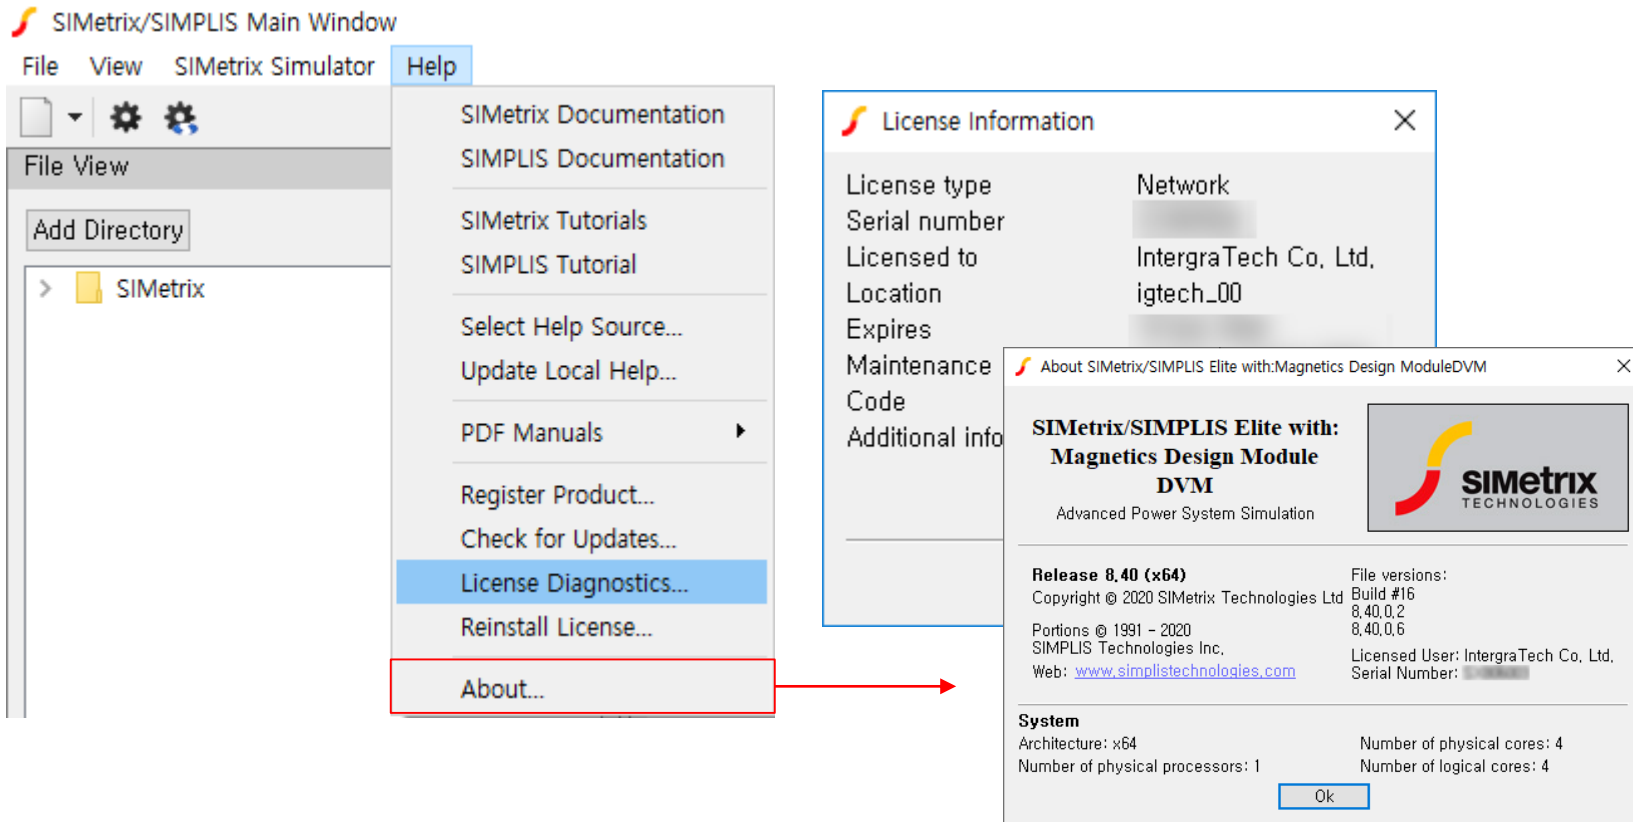 SIMetrix/SIMPLIS Main Window
File View SIMetrix Simulator Help
File View
Add Directory
SIMetrix
SIMetrix Documentation
SIMPLIS Documentation
SIMetrix Tutorials
SIMPLIS Tutorial
Select Help Source...
Update Local Help...
PDF Manuals
Register Product...
Check for Updates...
License Diagnostics...
Reinstall License...
About...
License Information
License type Network
Serial number
Licensed to IntergraTech Co, Ltd,
Location igtech_00
Expires
Maintenance
Code
Additional info
About SIMetrix/SIMPLIS Elite with:Magnetics Design ModuleDVM
SIMetrix/SIMPLIS Elite with:
Magnetics Design Module
DVM
Advanced Power System Simulation
SIMetrix
TECHNOLOGIES
Release 8,40 (x64)
Copyright © 2020 SIMetrix Technologies Ltd
Portions © 1991 - 2020
SIMPLIS Technologies Inc,
Web: www,simplistechnologies,com
File versions:
Build #16
8,40,0,2
8,40,0,6
Licensed User: IntergraTech Co, Ltd,
Serial Number:
System
Architecture: x64
Number of physical processors: 1
Number of physical cores: 4
Number of logical cores: 4
Ok